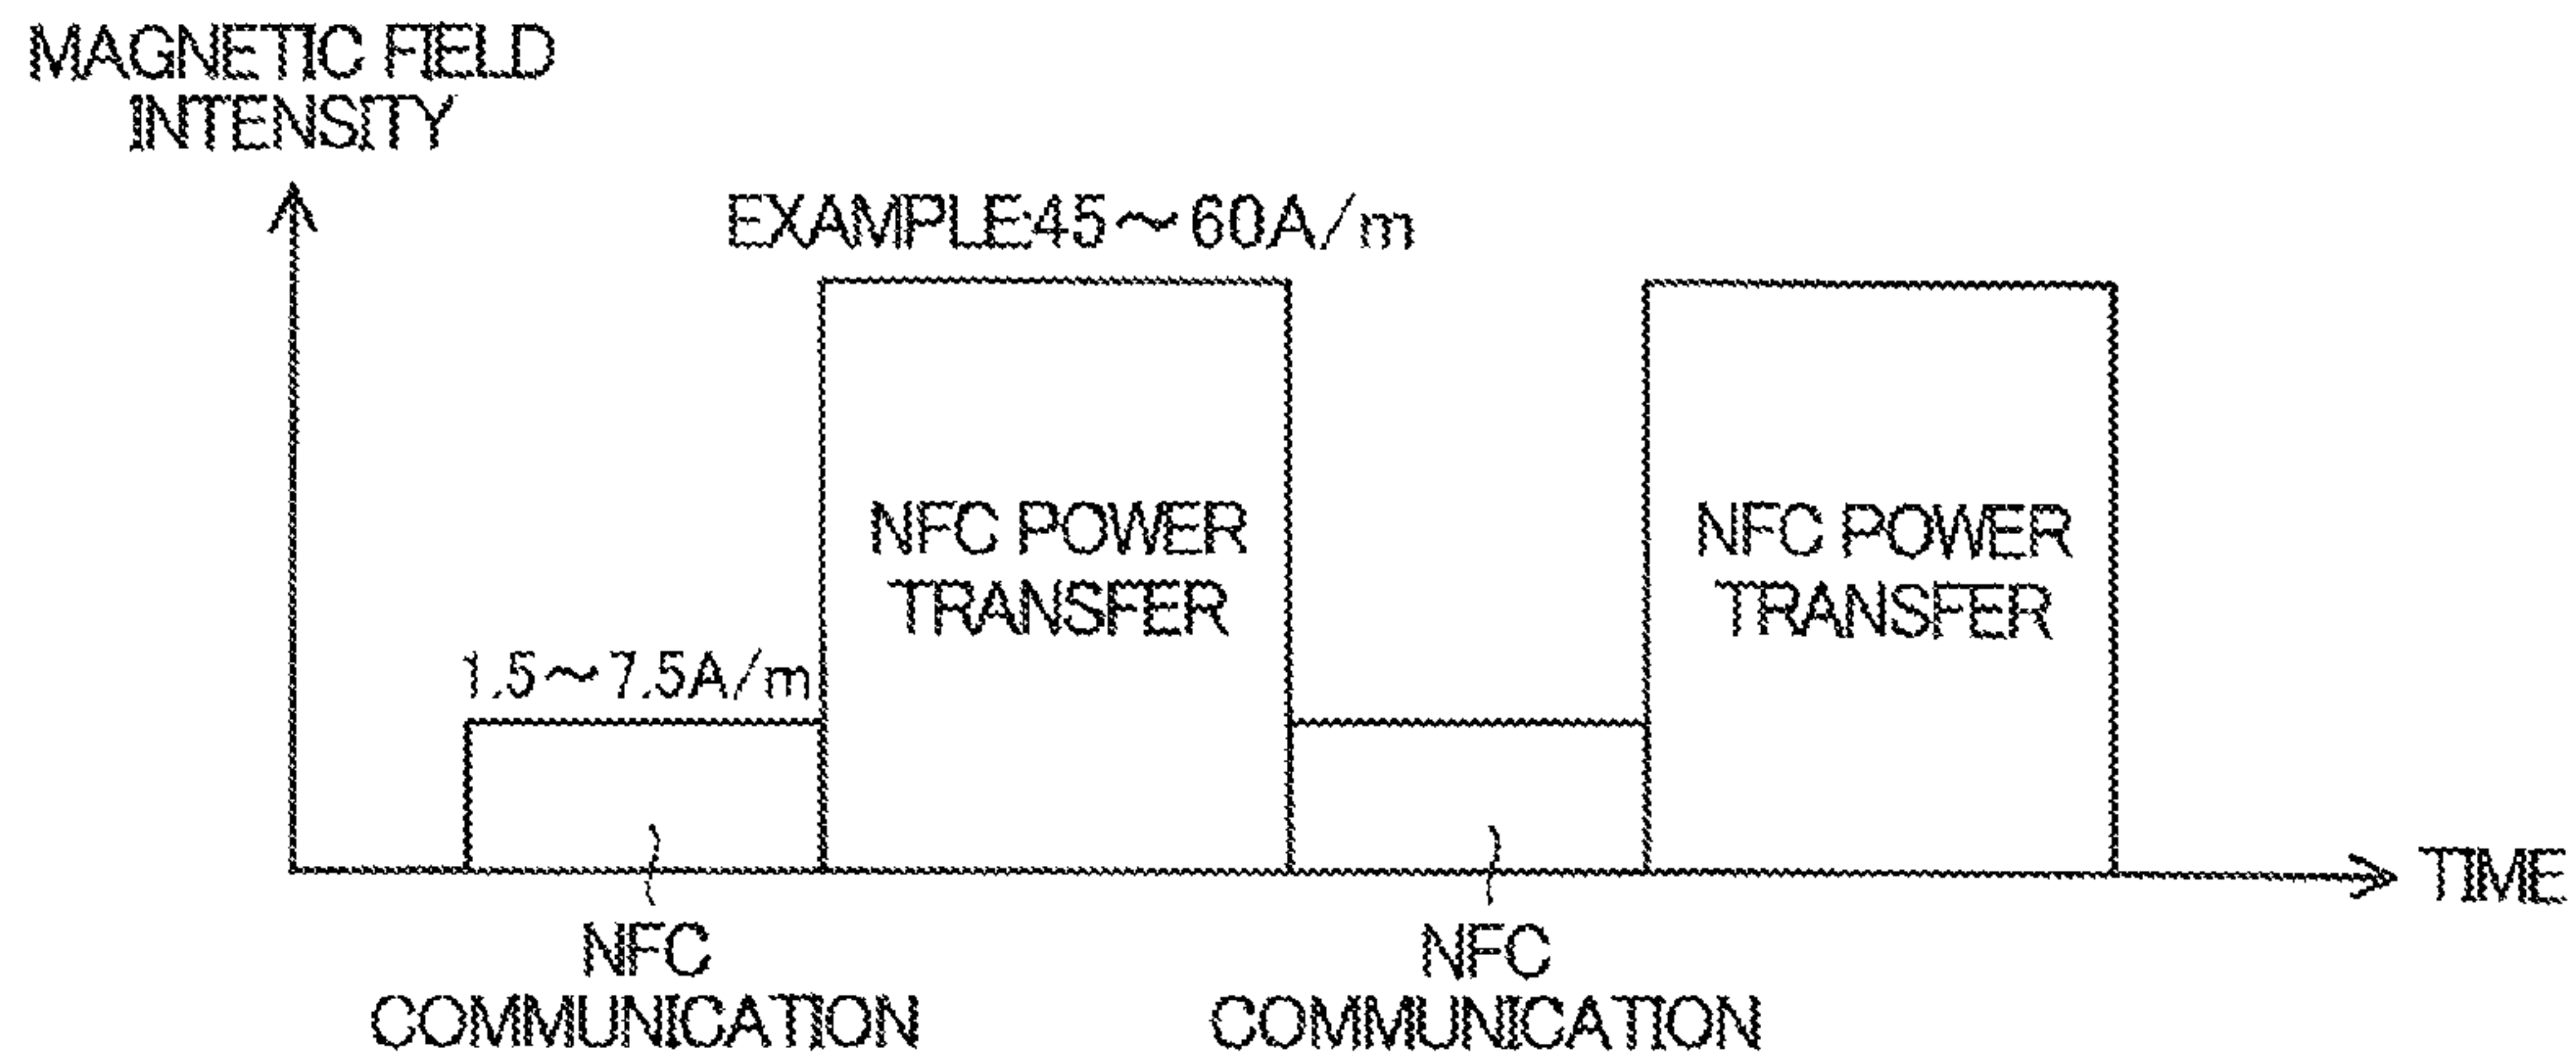 MAGNETIC FIELD
INTENSITY
EXAMPLE:45～60A/m
NFC POWER
TRANSFER
NFC POWER
TRANSFER
1.5～7.5A/m
TIME
NFC
COMMUNICATION
NFC
COMMUNICATION